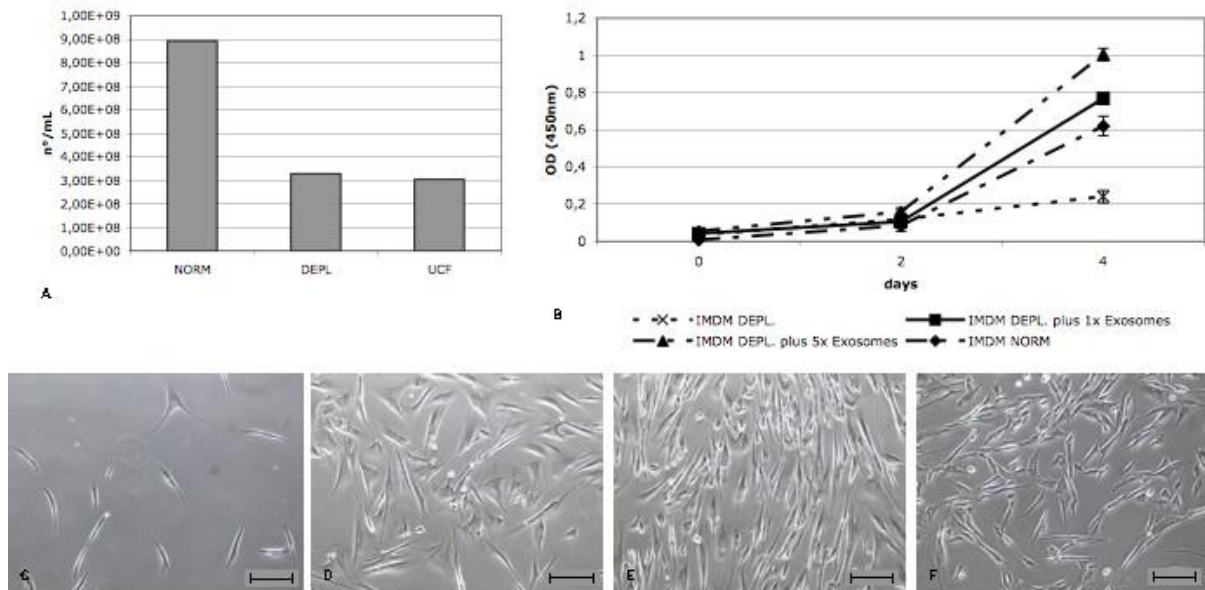 1,00E+09
9,00E+08
8,00E+08
7,00E+08
6,00E+08
5,00E+08
4,00E+08
3,00E+08
2,00E+08
1,00E+08
0,00E+00
n°/mL
NORM DEPL UCF
A
1,2
1
0,8
0,6
0,4
0,2
0
OD (450nm)
0 2 4
days
B
IMDM DEPL. IMDM DEPL. plus 1x Exosomes
IMDM DEPL. plus 5x Exosomes IMDM NORM
C D E F